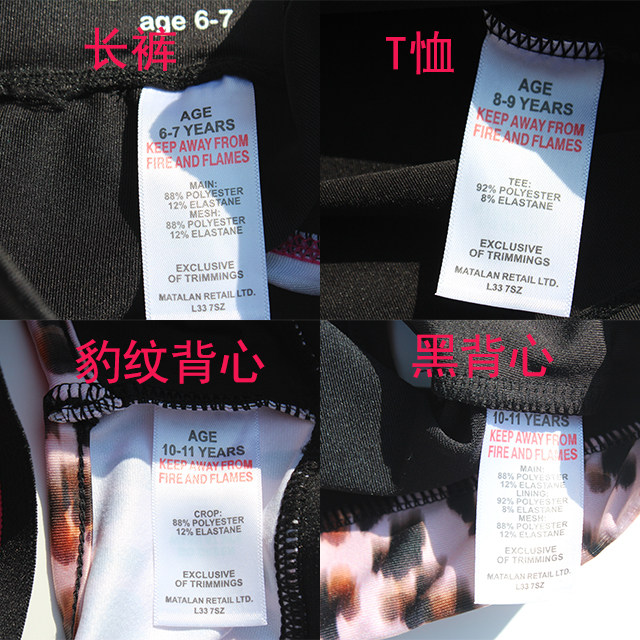 age 6-7
长裤
AGE
6-7 YEARS
KEEP AWAY FROM
FIRE AND FLAMES
MAIN:
88% POLYESTER
12% ELASTANE
MESH:
88% POLYESTER
12% ELASTANE
EXCLUSIVE
OF TRIMMINGS
MATALAN RETAIL LTD.
L33 7SZ
T恤
AGE
8-9 YEARS
KEEP AWAY FROM
FIRE AND FLAMES
TEE:
92% POLYESTER
8% ELASTANE
EXCLUSIVE
OF TRIMMINGS
MATALAN RETAIL LTD.
L33 7SZ
豹纹背心
AGE
10-11 YEARS
KEEP AWAY FROM
FIRE AND FLAMES
CROP:
88% POLYESTER
12% ELASTANE
EXCLUSIVE
OF TRIMMINGS
MATALAN RETAIL LTD.
L33 7SZ
黑背心
10-11 YEARS
KEEP AWAY FROM
FIRE AND FLAMES
MAIN:
88% POLYESTER
12% ELASTANE
LINING:
92% POLYESTER
8% ELASTANE
MESH:
88% POLYESTER
12% ELASTANE
EXCLUSIVE
OF TRIMMINGS
MATALAN RETAIL LTD.
L33 7SZ